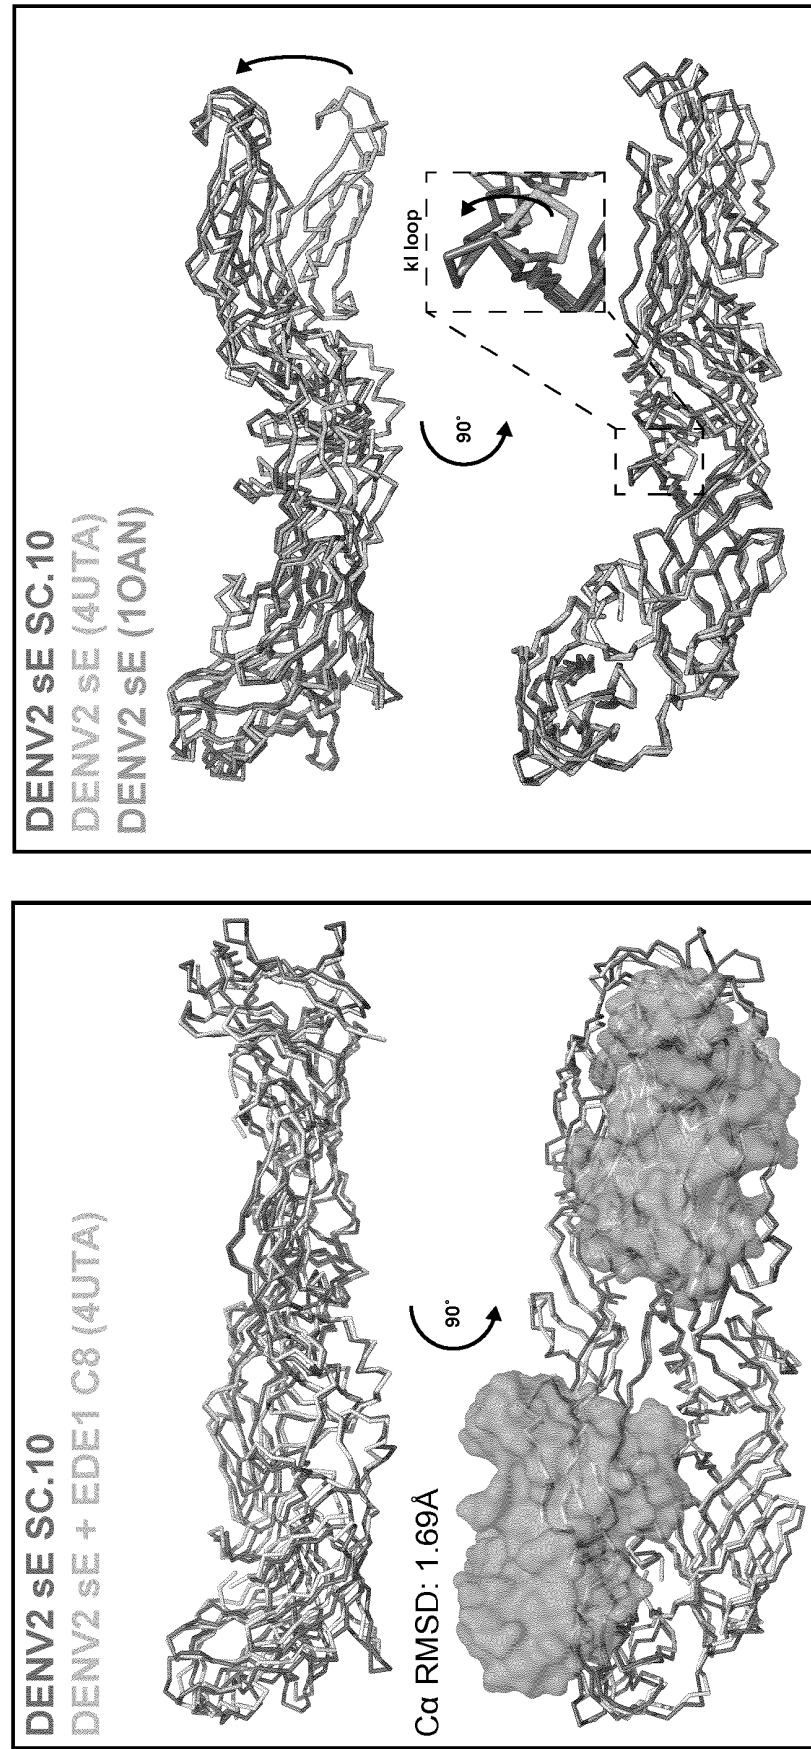 DENV2 sE SC.10
DENV2 sE + EDE1 C8 (4UTA)
90°
Cα RMSD: 1.69Å
DENV2 sE SC.10
DENV2 sE (4UTA)
DENV2 sE (1OAN)
90°
kl loop